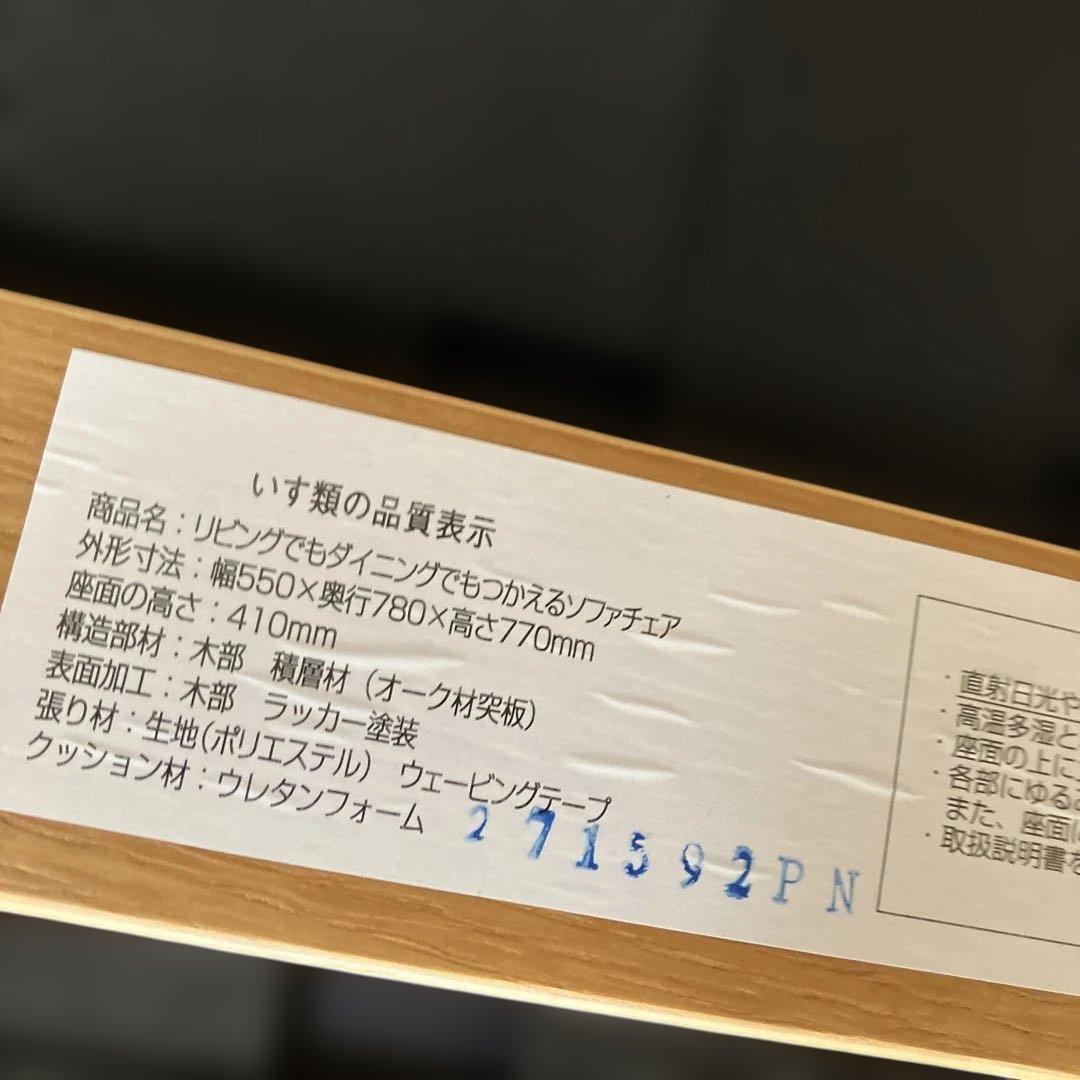 いす類の品質表示
商品名：リビングでもダイニングでもつかえるソファチェア
外形寸法：幅550×奥行780×高さ770mm
座面の高さ：410mm
構造部材：木部　積層材（オーク材突板）
表面加工：木部　ラッカー塗装
張り材：生地(ポリエステル)　ウェービングテープ
クッション材：ウレタンフォーム
271592PN
・直射日光や
・高温多湿と
・座面の上に
・各部にゆる
また、座面
・取扱説明書を